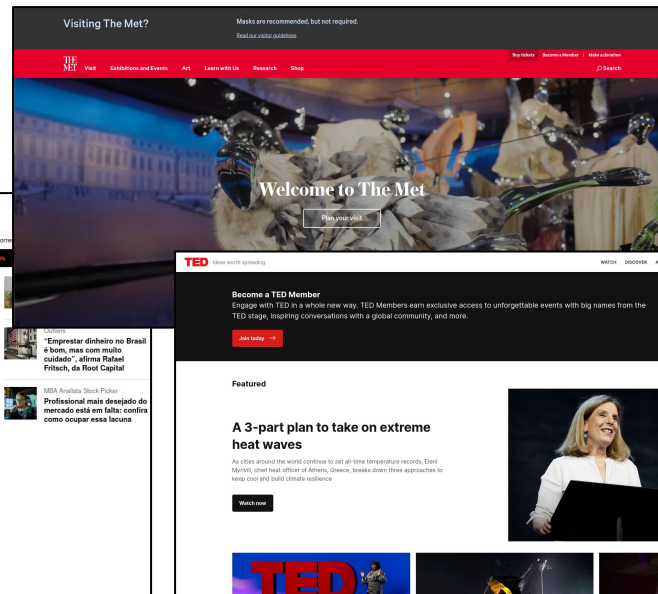 Visiting The Met?
Masks are recommended, but not required.
Read our visitor guidelines
Buy tickets
Become a Member
Make a donation
THE
MET
Visit
Exhibitions and Events
Art
Learn with Us
Research
Shop
Search
Welcome to The Met
Plan your visit
Outliers
“Emprestar dinheiro no Brasil
é bom, mas com muito
cuidado”, afirma Rafael
Fritsch, da Root Capital
MBA Analista Stock Picker
Profissional mais desejado do
mercado está em falta: confira
como ocupar essa lacuna
TED
Ideas worth spreading
WATCH
DISCOVER
Become a TED Member
Engage with TED in a whole new way. TED Members earn exclusive access to unforgettable events with big names from the
TED stage, inspiring conversations with a global community, and more.
Join today →
Featured
A 3-part plan to take on extreme
heat waves
As cities around the world continue to set all-time temperature records, Eleni
Myrivili, chief heat officer of Athens, Greece, breaks down three approaches to
keep cool and build climate resilience
Watch now
TED